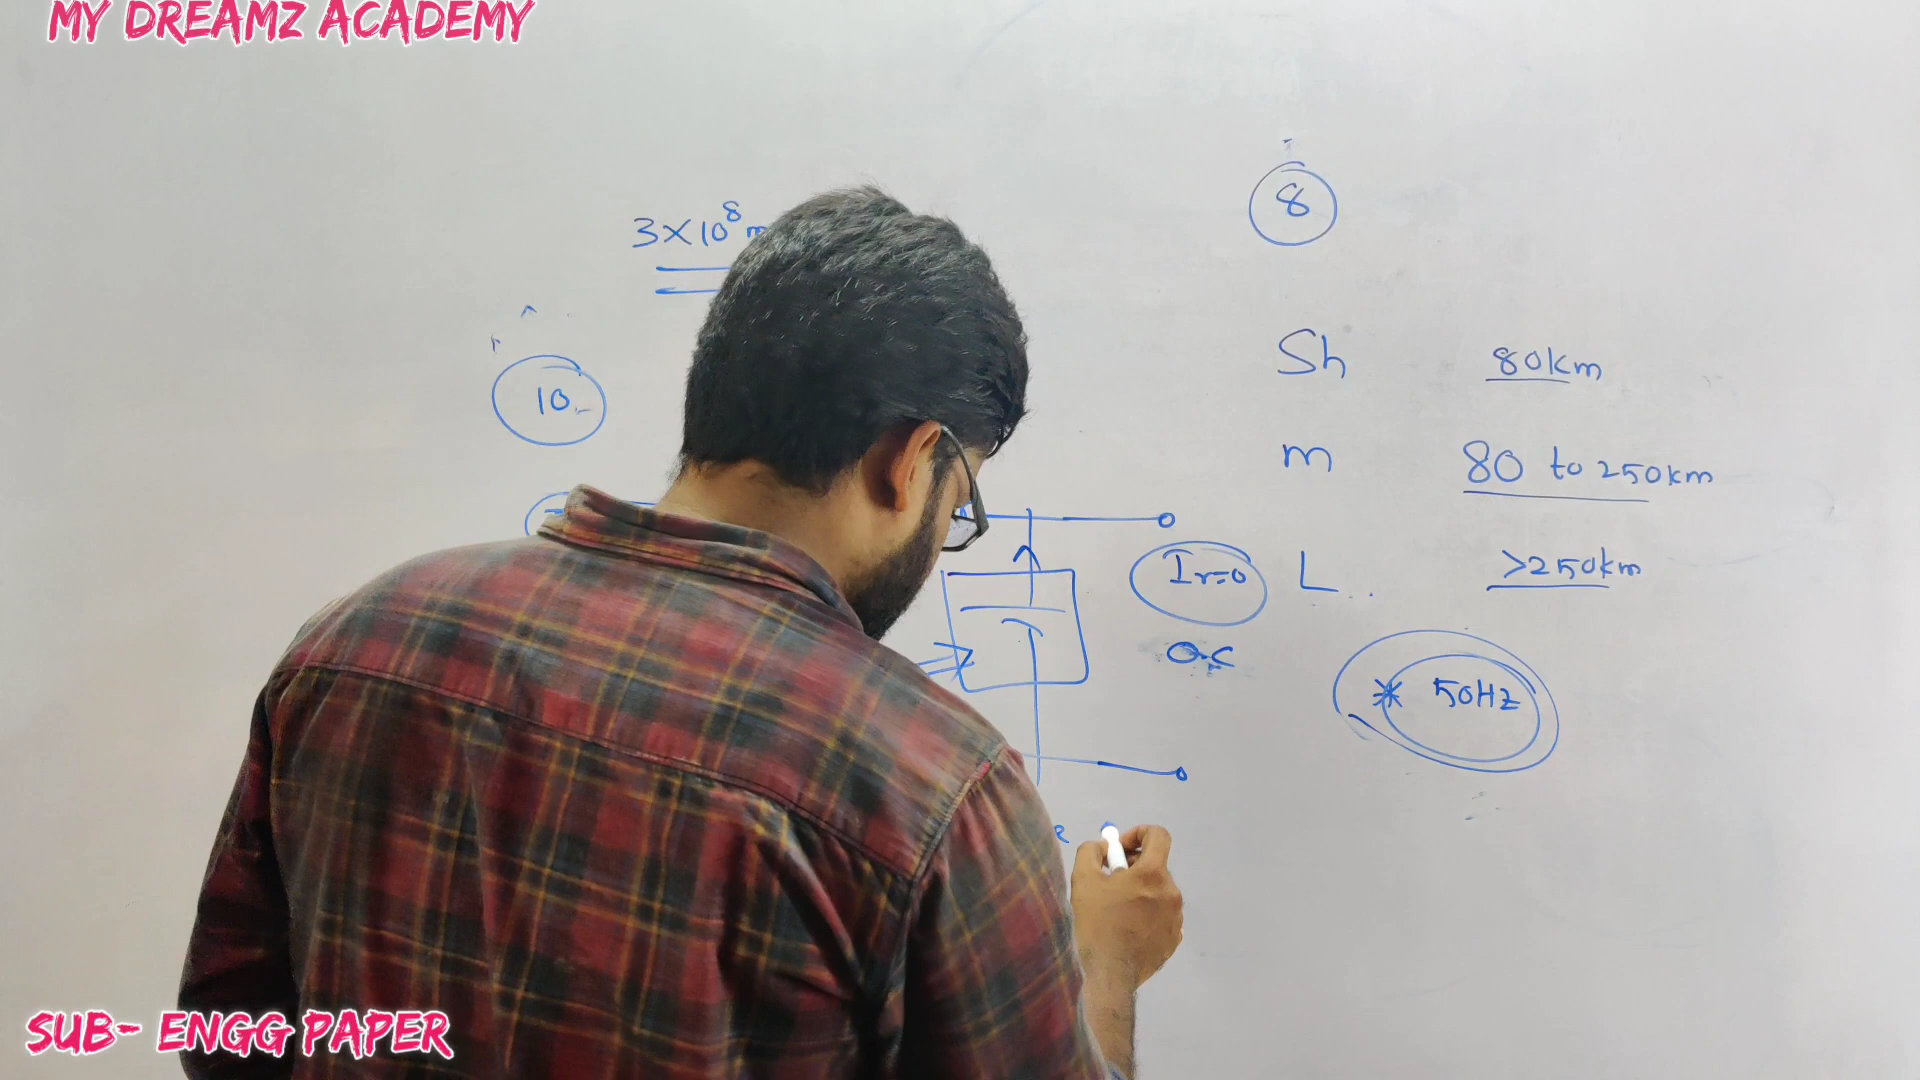 MY DREAMZ ACADEMY
8
3×10⁸ m
Sh 80km
10
m 80 to 250km
L >250km
Ir=0
O.C
* 50Hz
SUB- ENGG PAPER